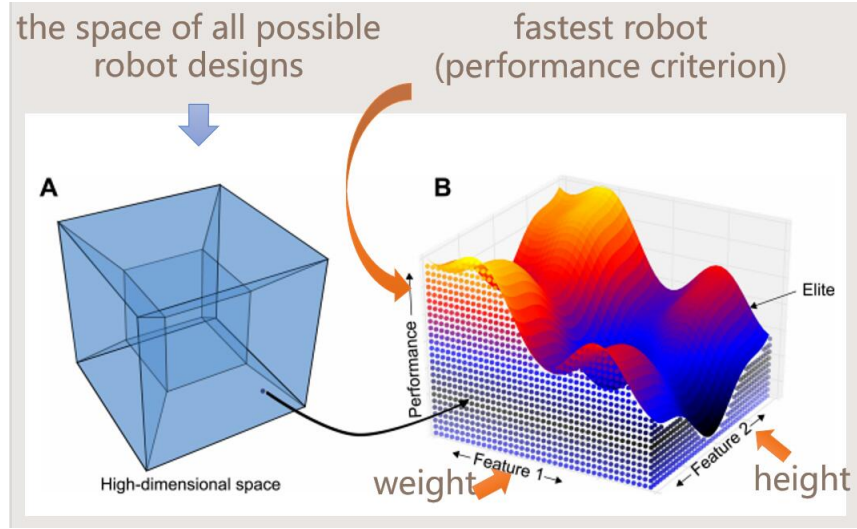 the space of all possible
robot designs
fastest robot
(performance criterion)
A
B
Elite
Performance
High-dimensional space
Feature 1
weight
Feature 2
height